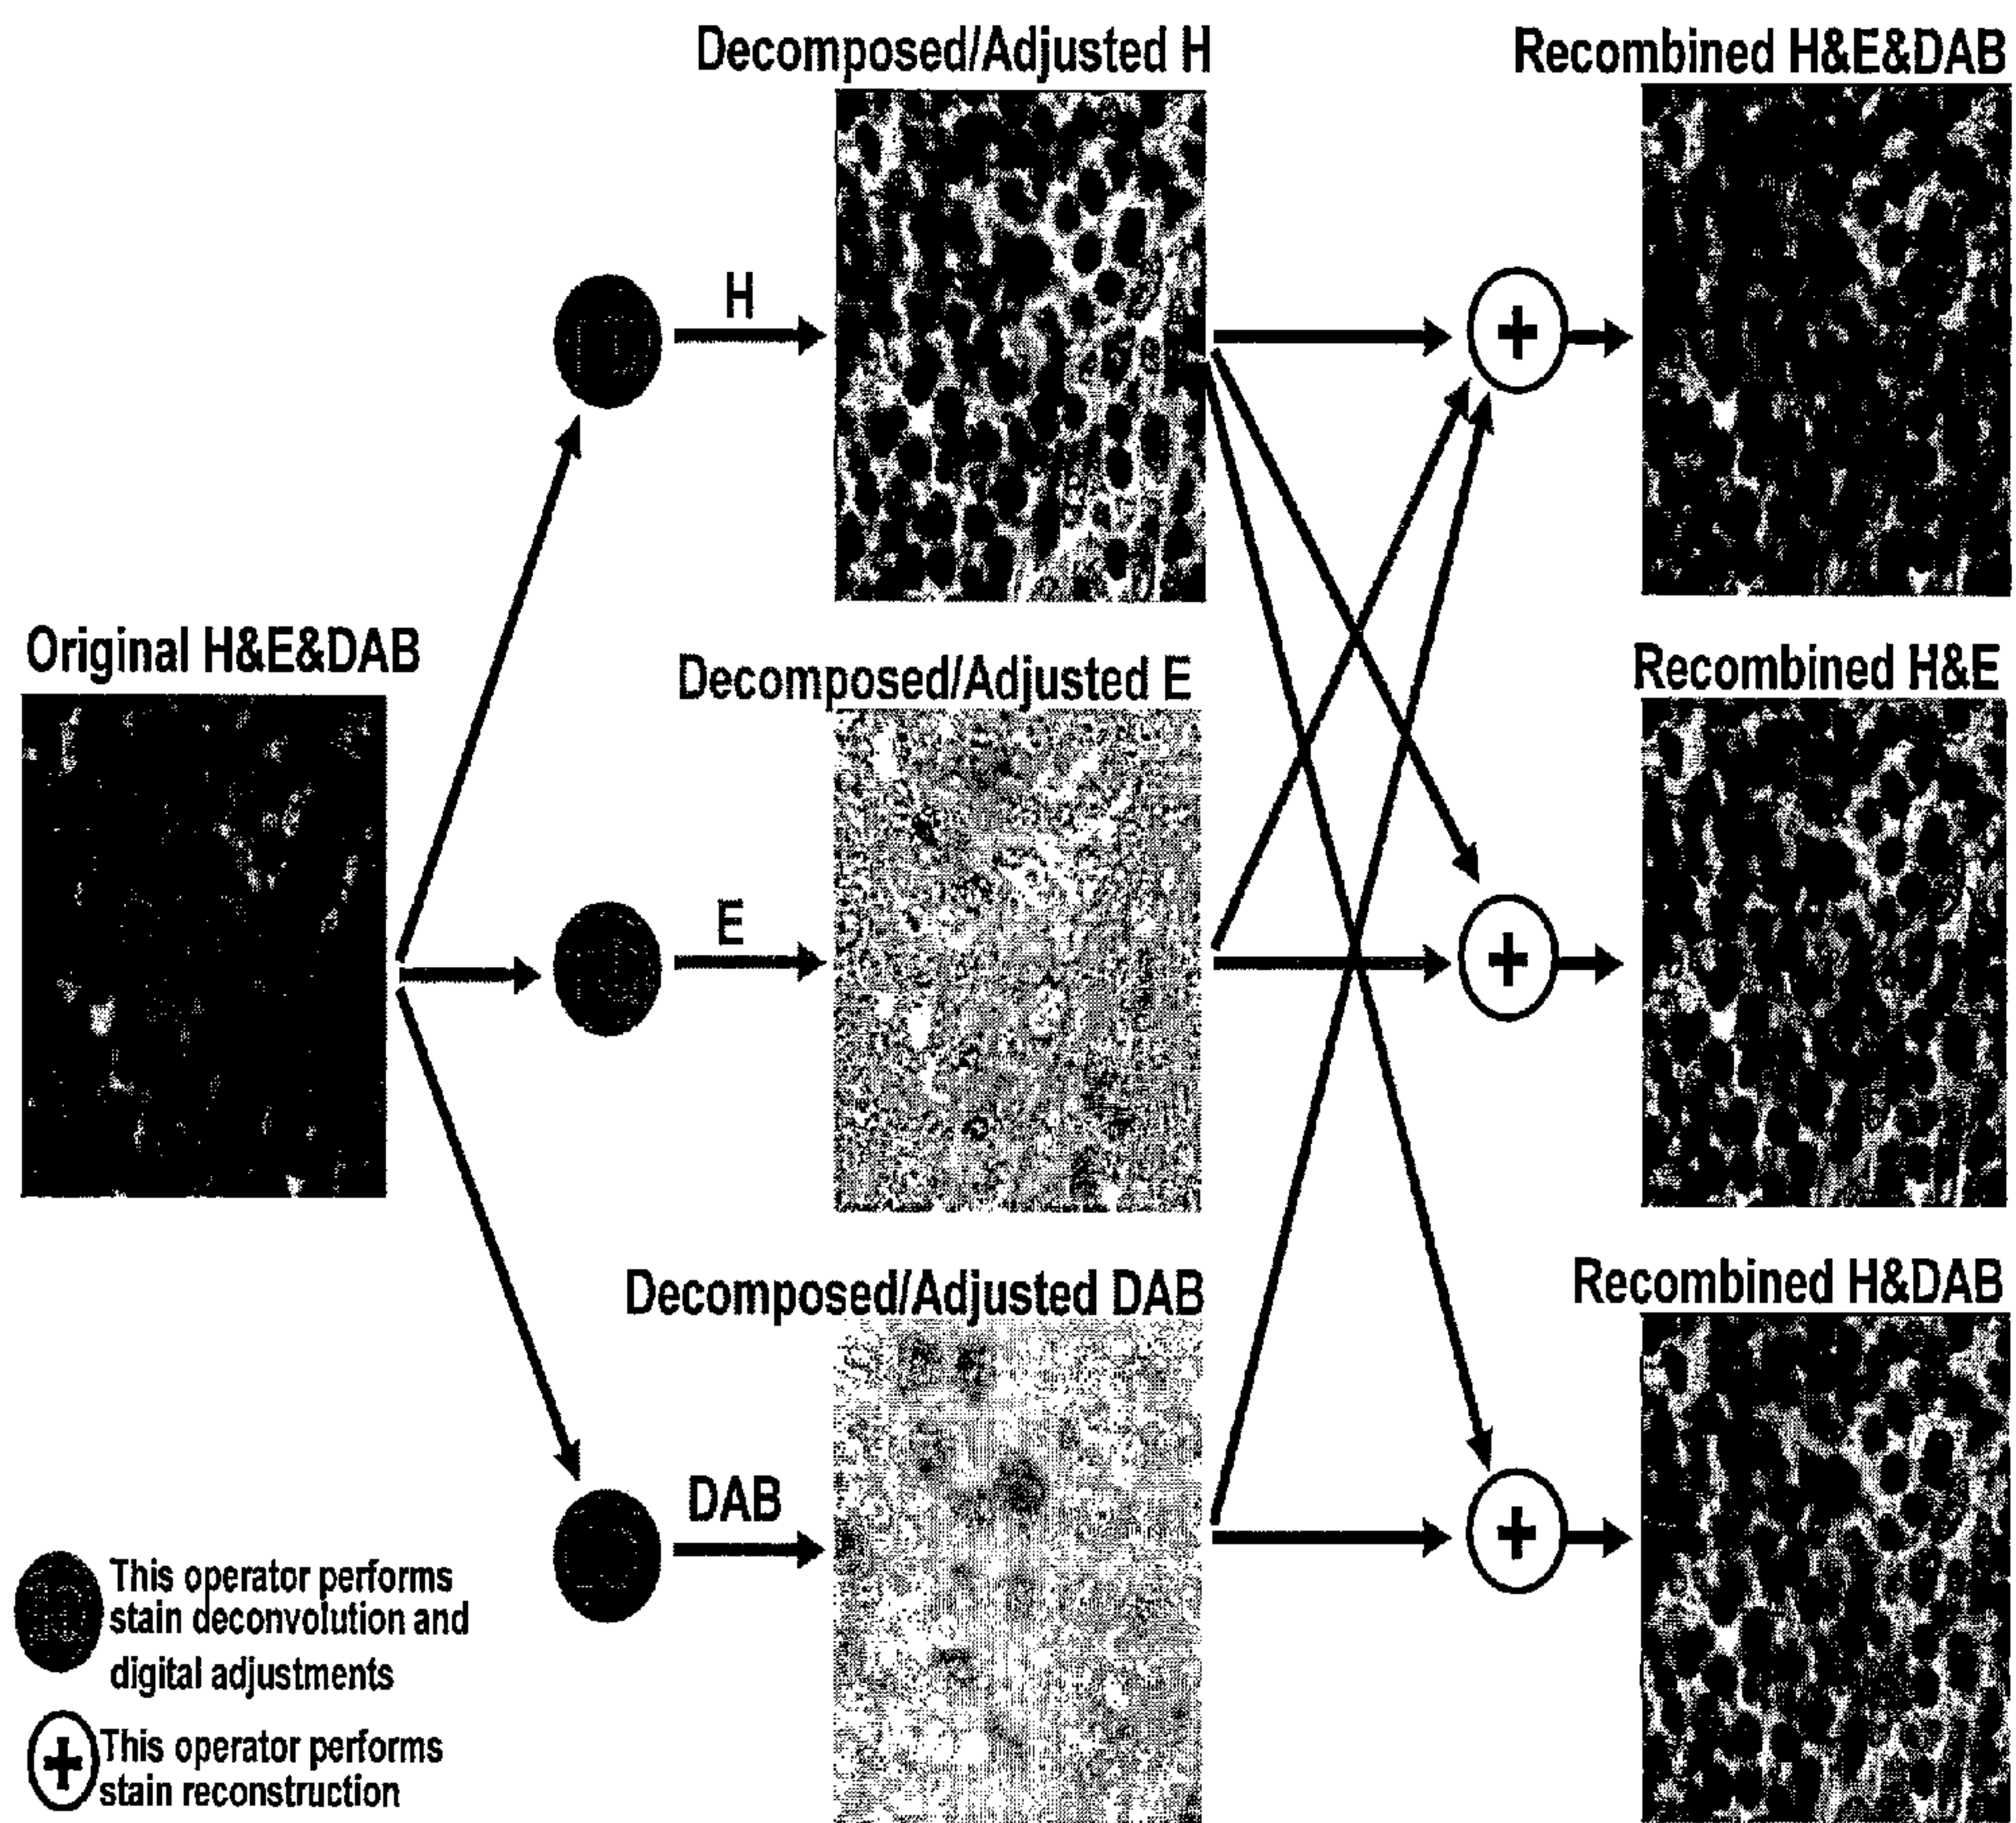 Decomposed/Adjusted H
Recombined H&E&DAB
H
+
Original H&E&DAB
Decomposed/Adjusted E
Recombined H&E
E
+
Decomposed/Adjusted DAB
Recombined H&DAB
DAB
+
This operator performs
stain deconvolution and
digital adjustments
+
This operator performs
stain reconstruction